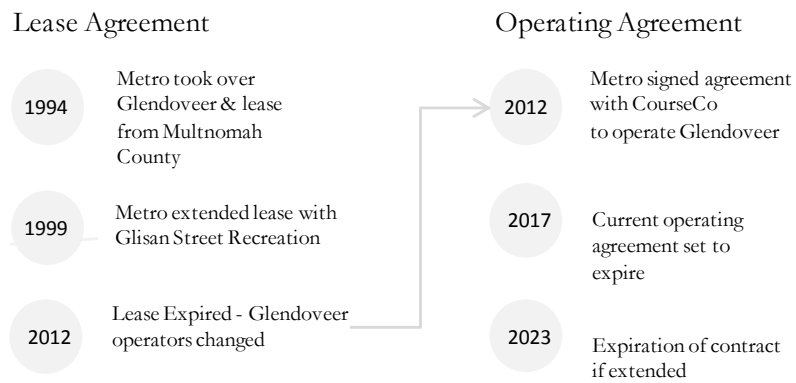 Lease Agreement
1994
Metro took over
Glendoveer & lease
from Multnomah
County
1999
Metro extended lease with
Glisan Street Recreation
2012
Lease Expired - Glendoveer
operators changed
Operating Agreement
2012
Metro signed agreement
with CourseCo
to operate Glendoveer
2017
Current operating
agreement set to
expire
2023
Expiration of contract
if extended